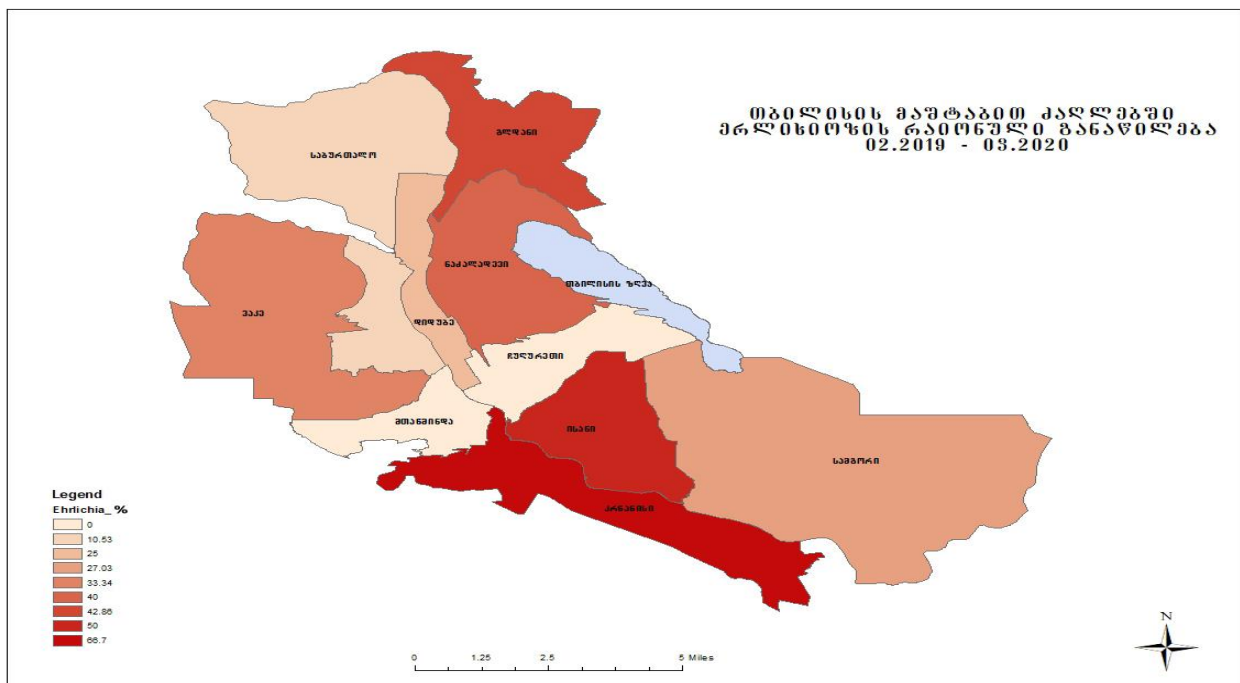 თბილისის მაშტაბით ძაღლებში
ერლიხიოზის რაიონული განაწილება
02.2019 - 03.2020
გლდანი
საბურთალო
ნაძალადევი
თბილისის ზღვა
ვაკე
დიდუბე
ჩუღურეთი
მთაწმინდა
ისანი
სამგორი
კრწანისი
Legend
Ehrlichia_%
0
10.53
25
27.03
33.34
40
42.86
50
66.7
0 1.25 2.5 5 Miles
N